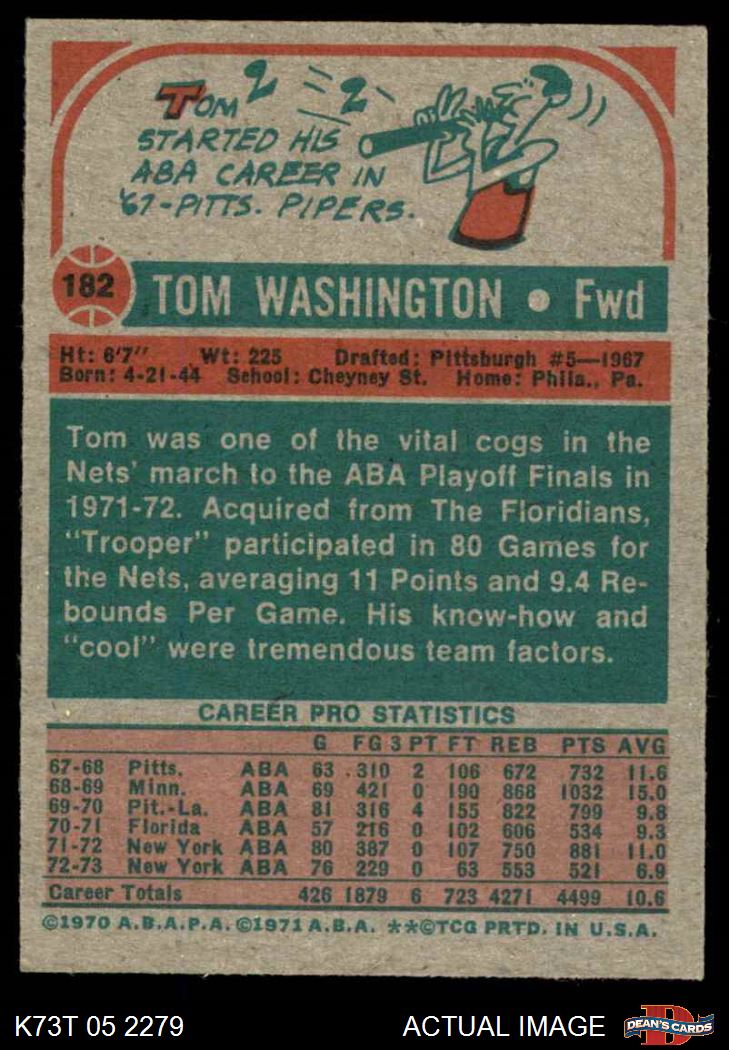 TOM 2 2
STARTED HIS
ABA CAREER IN
'67-PITTS. PIPERS.
182 TOM WASHINGTON • Fwd
Ht: 6'7" Wt: 225 Drafted: Pittsburgh #5—1967
Born: 4-21-44 School: Cheyney St. Home: Phila., Pa.
Tom was one of the vital cogs in the
Nets' march to the ABA Playoff Finals in
1971-72. Acquired from The Floridians,
"Trooper" participated in 80 Games for
the Nets, averaging 11 Points and 9.4 Re-
bounds Per Game. His know-how and
"cool" were tremendous team factors.
CAREER PRO STATISTICS
G FG 3 PT FT REB PTS AVG
67-68 Pitts. ABA 63 310 2 106 672 732 11.6
68-69 Minn. ABA 69 421 0 190 868 1032 15.0
69-70 Pit.-La. ABA 81 316 4 155 822 799 9.8
70-71 Florida ABA 57 216 0 102 606 534 9.3
71-72 New York ABA 80 387 0 107 750 881 11.0
72-73 New York ABA 76 229 0 63 553 521 6.9
Career Totals 426 1879 6 723 4271 4499 10.6
©1970 A.B.A.P.A. ©1971 A.B.A. **©TCG PRTD. IN U.S.A.
K73T 05 2279 ACTUAL IMAGE DEAN'S CARDS